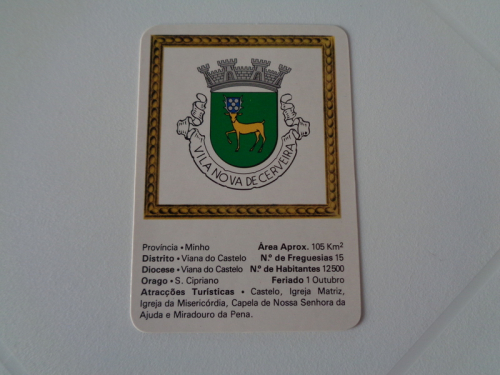 VILA NOVA DE CERVEIRA
Província • Minho Área Aprox. 105 Km²
Distrito • Viana do Castelo N.º de Freguesias 15
Diocese • Viana do Castelo N.º de Habitantes 12500
Orago • S. Cipriano Feriado 1 Outubro
Atracções Turísticas • Castelo, Igreja Matriz,
Igreja da Misericórdia, Capela de Nossa Senhora da
Ajuda e Miradouro da Pena.